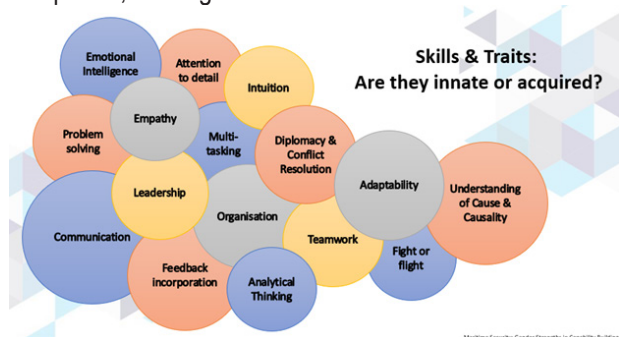 Skills & Traits:
Are they innate or acquired?
Emotional
Intelligence
Attention
to detail
Intuition
Empathy
Problem
solving
Multi-
tasking
Diplomacy &
Conflict
Resolution
Adaptability
Understanding
of Cause &
Causality
Leadership
Organisation
Communication
Teamwork
Fight or
flight
Feedback
incorporation
Analytical
Thinking